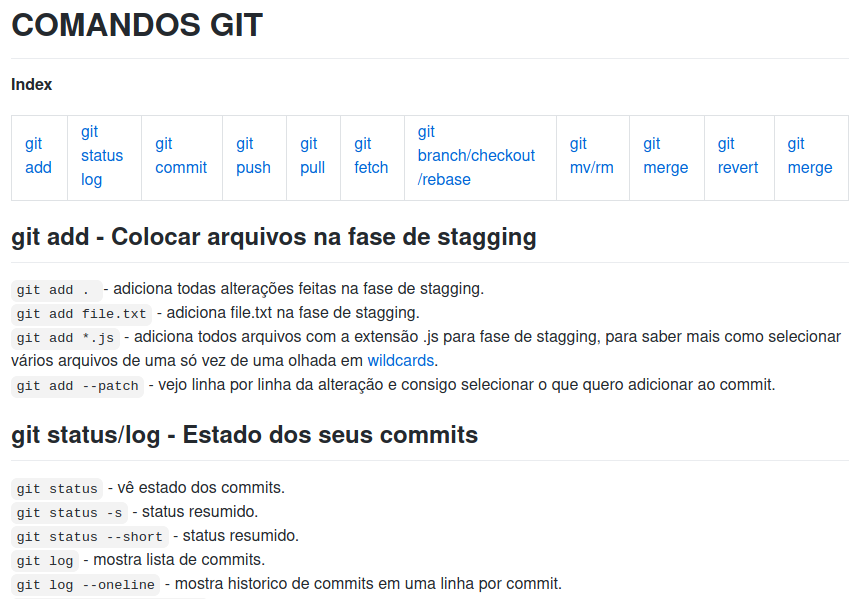 COMANDOS GIT
Index
git add
git status log
git commit
git push
git pull
git fetch
git branch/checkout /rebase
git mv/rm
git merge
git revert
git merge
git add - Colocar arquivos na fase de stagging
git add . - adiciona todas alterações feitas na fase de stagging.
git add file.txt - adiciona file.txt na fase de stagging.
git add *.js - adiciona todos arquivos com a extensão .js para fase de stagging, para saber mais como selecionar
vários arquivos de uma só vez de uma olhada em wildcards.
git add --patch - vejo linha por linha da alteração e consigo selecionar o que quero adicionar ao commit.
git status/log - Estado dos seus commits
git status - vê estado dos commits.
git status -s - status resumido.
git status --short - status resumido.
git log - mostra lista de commits.
git log --oneline - mostra historico de commits em uma linha por commit.